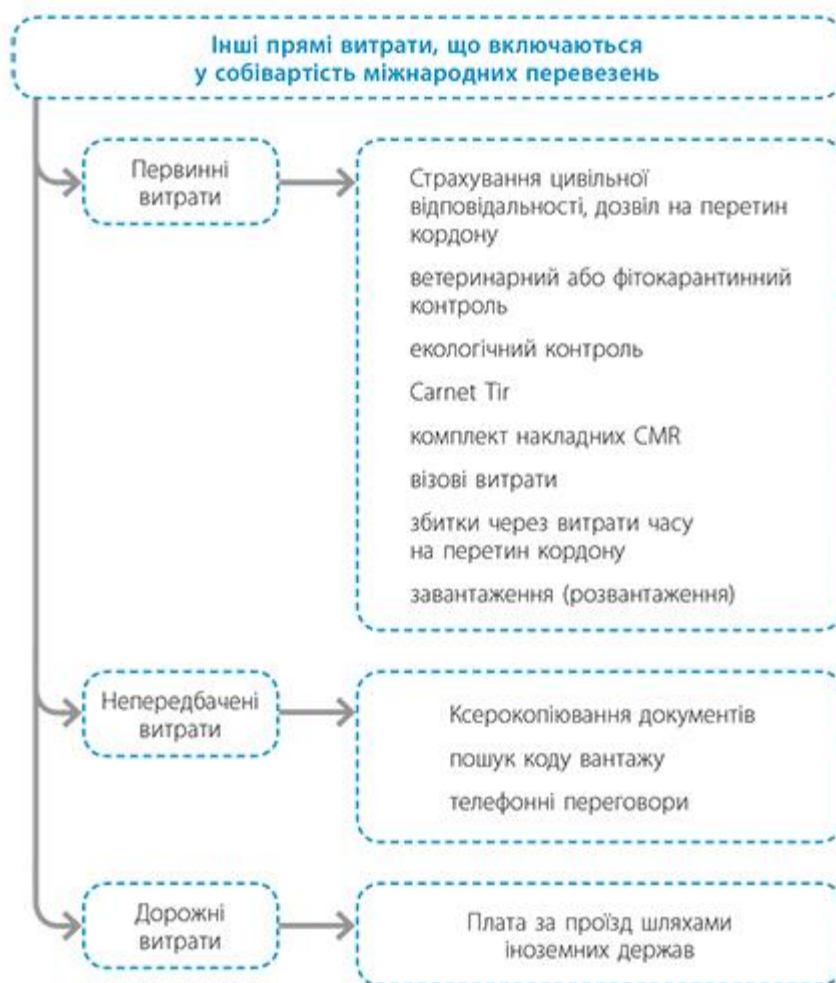 Інші прямі витрати, що включаються
у собівартість міжнародних перевезень
Первинні
витрати
Страхування цивільної
відповідальності, дозвіл на перетин
кордону
ветеринарний або фітокарантинний
контроль
екологічний контроль
Carnet Tir
комплект накладних CMR
візові витрати
збитки через витрати часу
на перетин кордону
завантаження (розвантаження)
Непередбачені
витрати
Ксерокопіювання документів
пошук коду вантажу
телефонні переговори
Дорожні
витрати
Плата за проїзд шляхами
іноземних держав